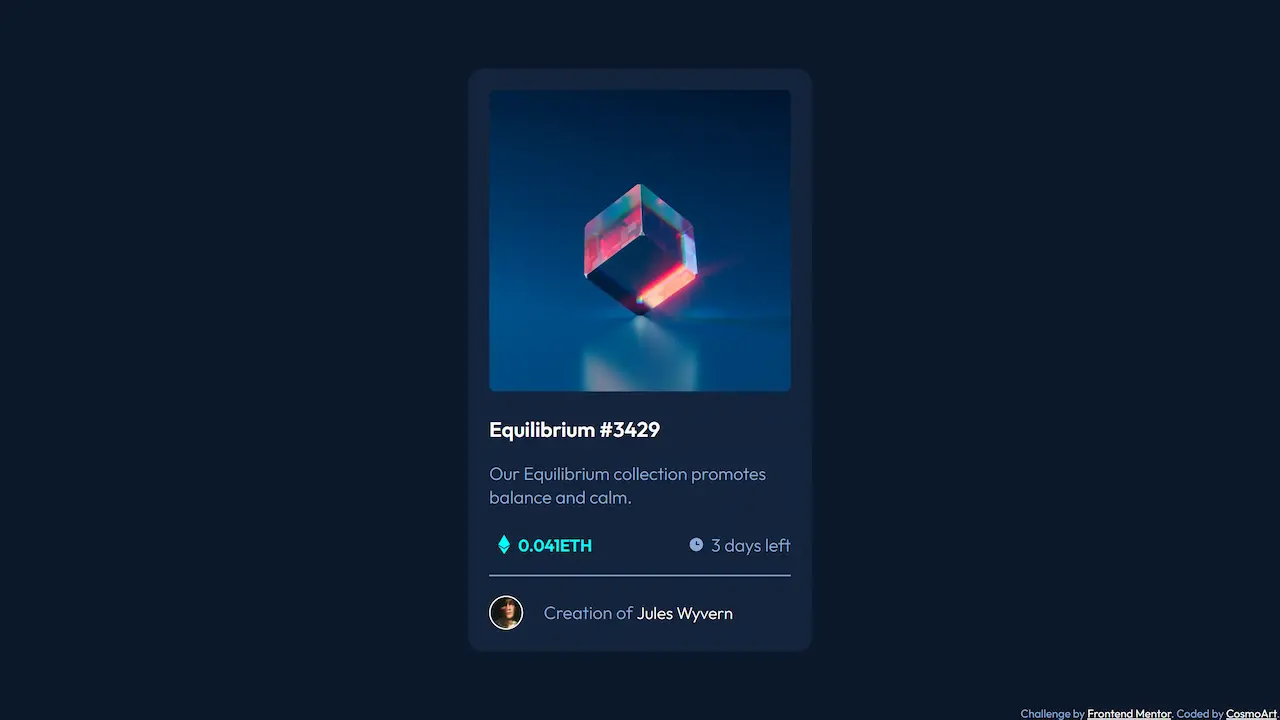 Equilibrium #3429
Our Equilibrium collection promotes
balance and calm.
0.041ETH
3 days left
Creation of Jules Wyvern
Challenge by Frontend Mentor. Coded by CosmoArt.